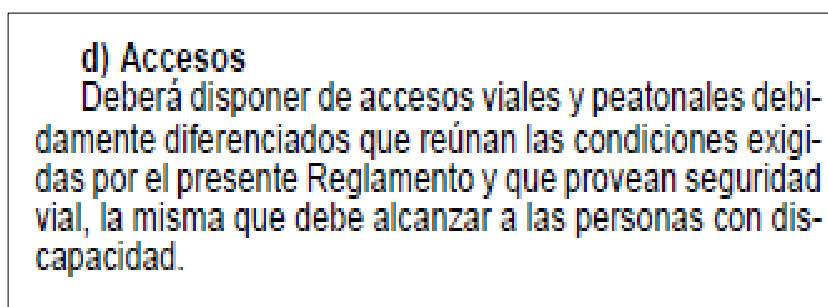 d) Accesos
Deberá disponer de accesos viales y peatonales debi-
damente diferenciados que reúnan las condiciones exigi-
das por el presente Reglamento y que provean seguridad
vial, la misma que debe alcanzar a las personas con dis-
capacidad.